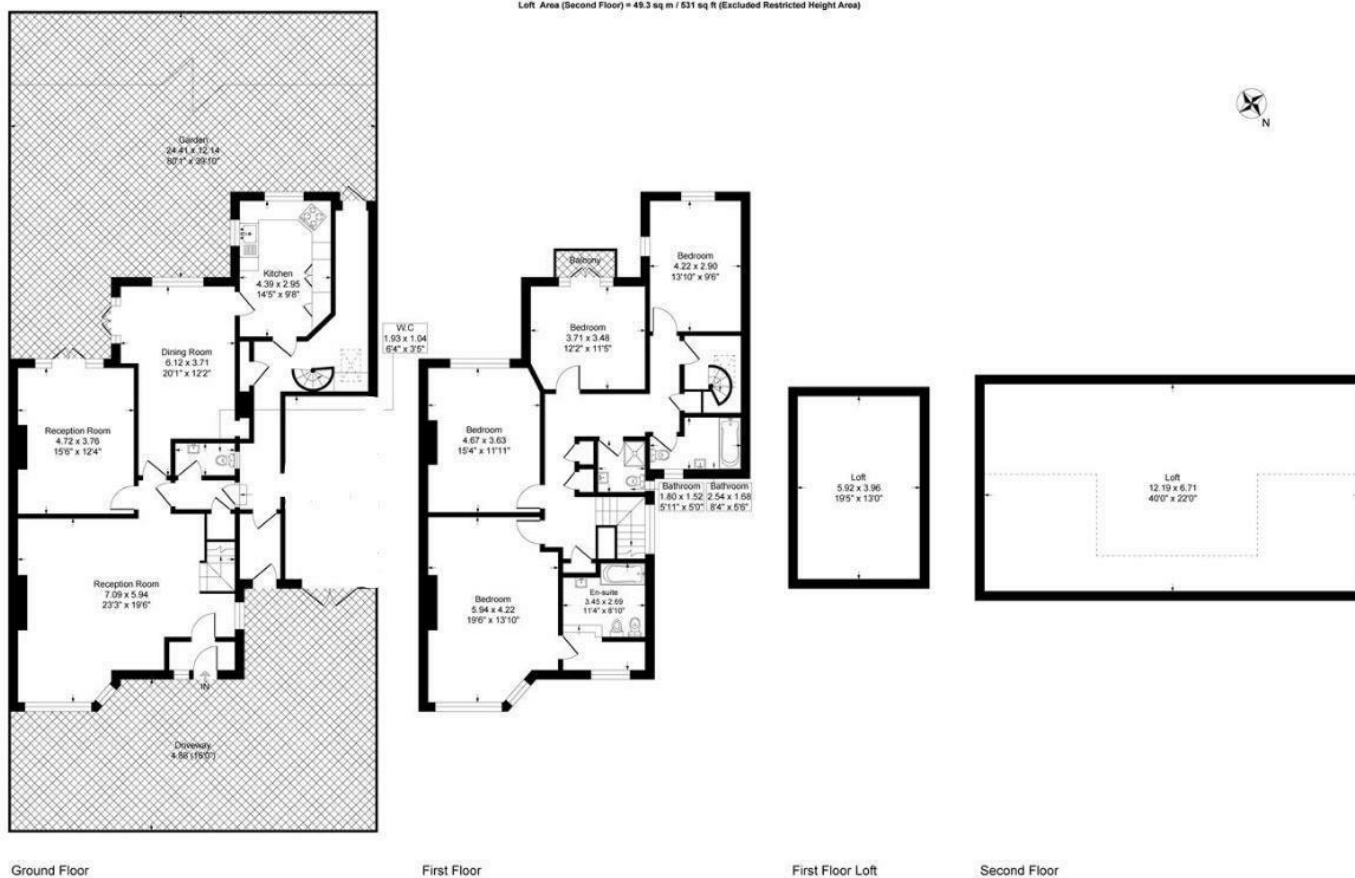 Loft Area (Second Floor) = 49.3 sq m / 531 sq ft (Excluded Restricted Height Area)
N
Garden
24.41 x 12.14
80'1" x 39'10"
Kitchen
4.39 x 2.95
14'5" x 9'8"
W.C
1.93 x 1.04
6'4" x 3'5"
Dining Room
6.12 x 3.71
20'1" x 12'2"
Reception Room
4.72 x 3.76
15'6" x 12'4"
Reception Room
7.09 x 5.94
23'3" x 19'6"
IN
Driveway
4.88 (16'0")
Ground Floor
Bedroom
4.22 x 2.90
13'10" x 9'6"
Balcony
Bedroom
3.71 x 3.48
12'2" x 11'5"
Bedroom
4.67 x 3.63
15'4" x 11'11"
Bathroom
1.80 x 1.52
5'11" x 5'0"
Bathroom
2.54 x 1.68
8'4" x 5'6"
Bedroom
5.94 x 4.22
19'6" x 13'10"
En-suite
3.45 x 2.69
11'4" x 8'10"
First Floor
Loft
5.92 x 3.96
19'5" x 13'0"
First Floor Loft
Loft
12.19 x 6.71
40'0" x 22'0"
Second Floor